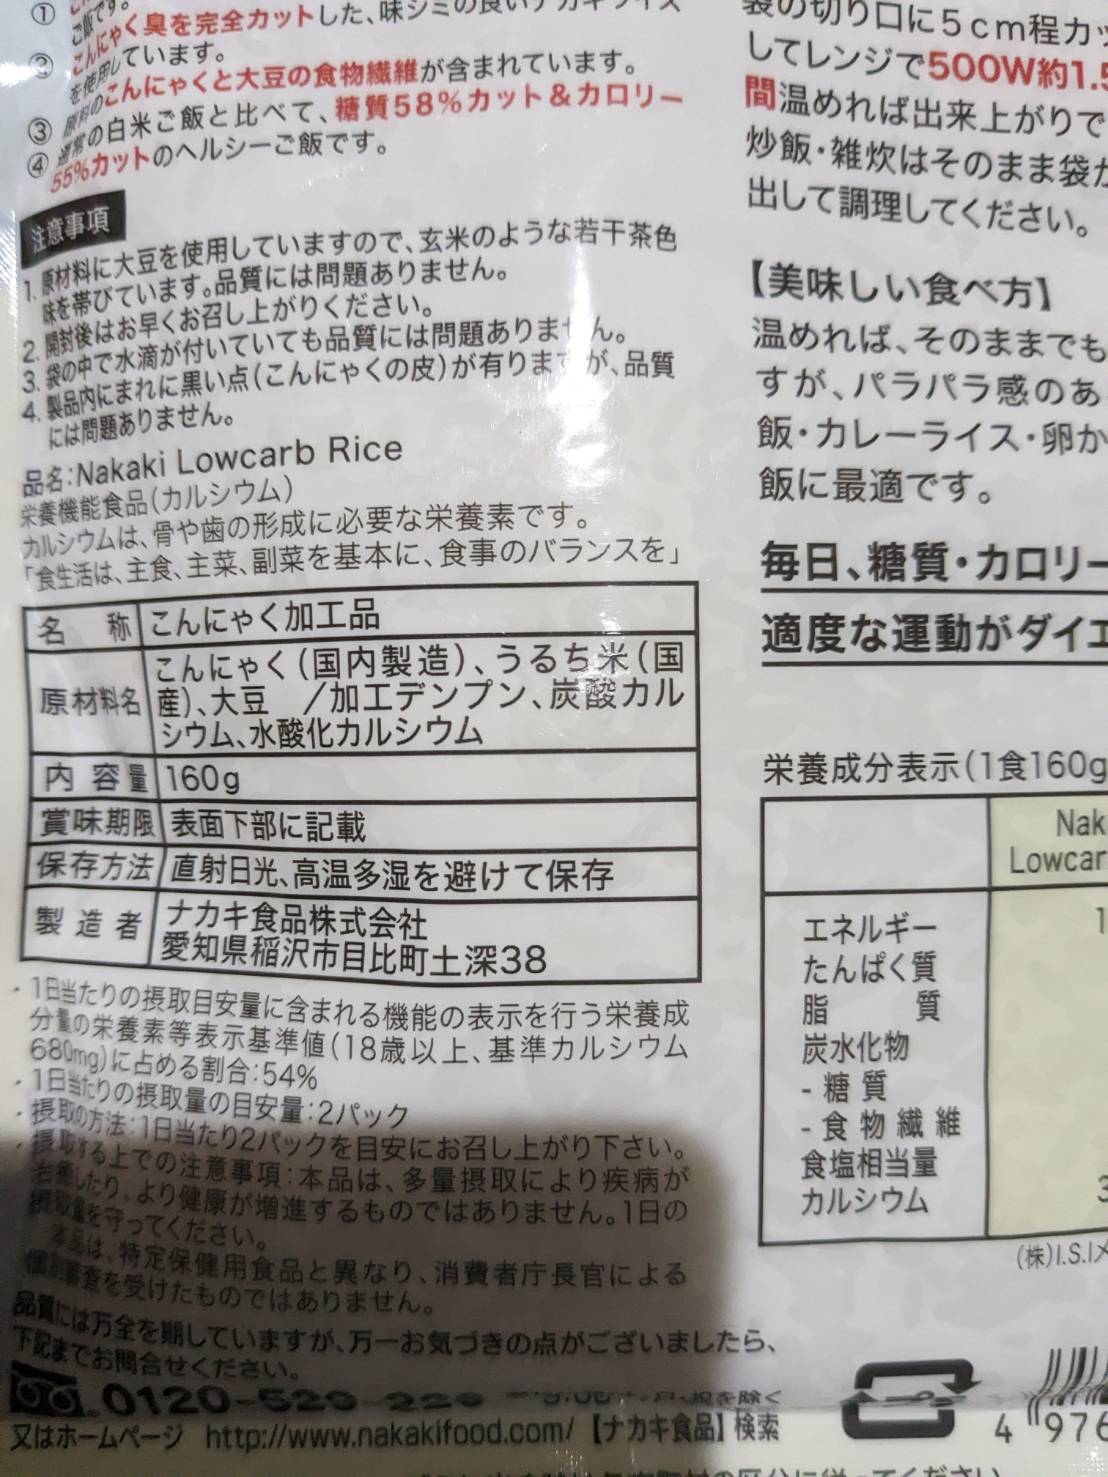 ①
ご飯です。
② こんにゃく臭を完全カットした、味シミの良いナカキライス
を使用しています。
③ 原料のこんにゃくと大豆の食物繊維が含まれています。
④ 通常の白米ご飯と比べて、糖質58%カット&カロリー
55%カットのヘルシーご飯です。
注意事項
1. 原材料に大豆を使用していますので、玄米のような若干茶色
味を帯びています。品質には問題ありません。
2. 開封後はお早くお召し上がりください。
3. 袋の中で水滴が付いていても品質には問題ありません。
4. 製品内にまれに黒い点(こんにゃくの皮)が有りますが、品質
には問題ありません。
品名:Nakaki Lowcarb Rice
栄養機能食品(カルシウム)
カルシウムは、骨や歯の形成に必要な栄養素です。
「食生活は、主食、主菜、副菜を基本に、食事のバランスを」
名 称 こんにゃく加工品
原材料名 こんにゃく(国内製造)、うるち米(国
産)、大豆 /加工デンプン、炭酸カル
シウム、水酸化カルシウム
内 容 量 160g
賞味期限 表面下部に記載
保存方法 直射日光、高温多湿を避けて保存
製 造 者 ナカキ食品株式会社
愛知県稲沢市目比町土深38
・1日当たりの摂取目安量に含まれる機能の表示を行う栄養成
分量の栄養素等表示基準値(18歳以上、基準カルシウム
680mg)に占める割合:54%
・1日当たりの摂取量の目安量:2パック
・摂取の方法:1日当たり2パックを目安にお召し上がり下さい。
・摂取する上での注意事項:本品は、多量摂取により疾病が
治癒したり、より健康が増進するものではありません。1日の
摂取量を守ってください。
本品は、特定保健用食品と異なり、消費者庁長官による
個別審査を受けたものではありません。
品質には万全を期していますが、万一お気づきの点がございましたら、
下記までお問合せください。
0120-529-229
又はホームページ http://www.nakakifood.com/【ナカキ食品】検索
袋の切り口に5cm程カッ
してレンジで500W約1.5
間温めれば出来上がりで
炒飯・雑炊はそのまま袋か
出して調理してください。
【美味しい食べ方】
温めれば、そのままでも
すが、パラパラ感のあ
飯・カレーライス・卵か
飯に最適です。
毎日、糖質・カロリー
適度な運動がダイエ
栄養成分表示(1食160g
Nak
Lowcar
エネルギー 1
たんぱく質
脂 質
炭水化物
- 糖 質
- 食 物 繊 維
食塩相当量
カルシウム 3
(株)I.S.Iメ
4 976